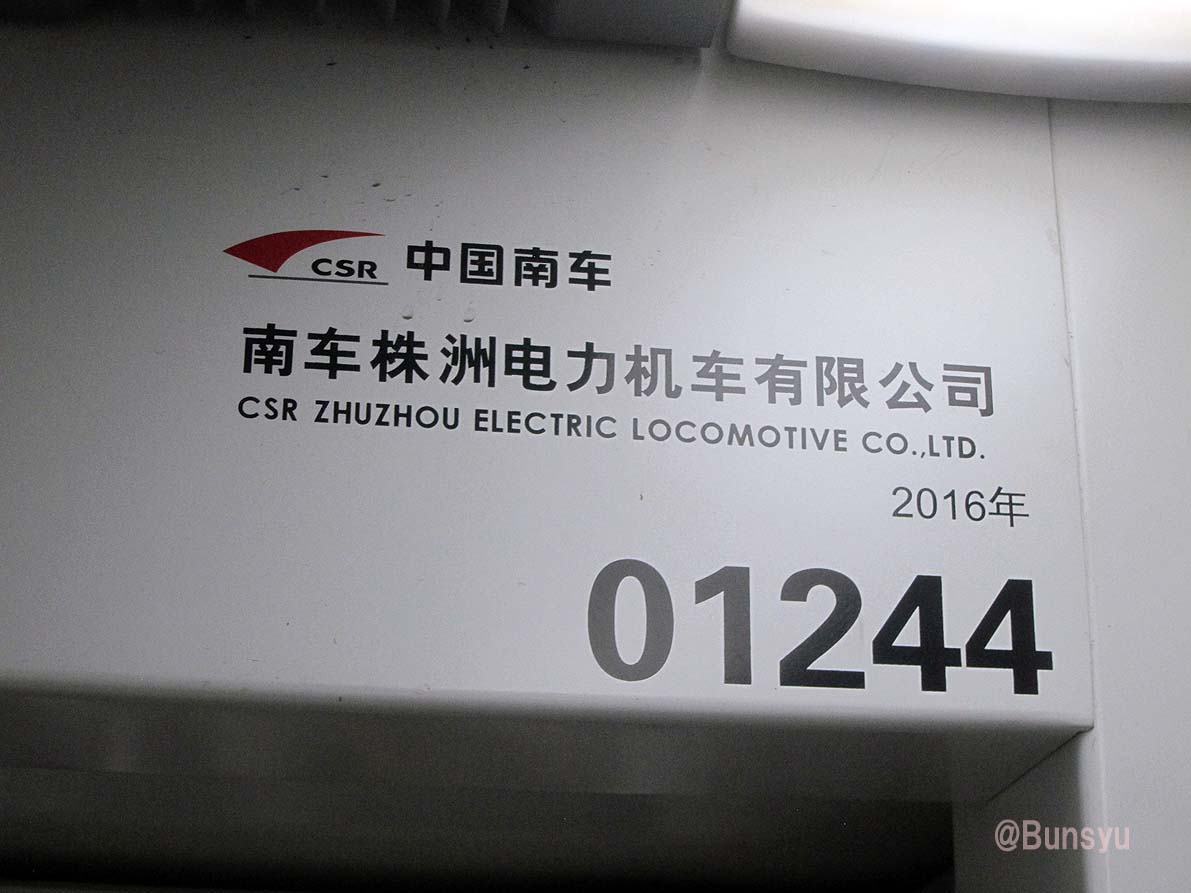 CSR 中国南车
南车株洲电力机车有限公司
CSR ZHUZHOU ELECTRIC LOCOMOTIVE CO.,LTD.
2016年
01244
@Bunsyu